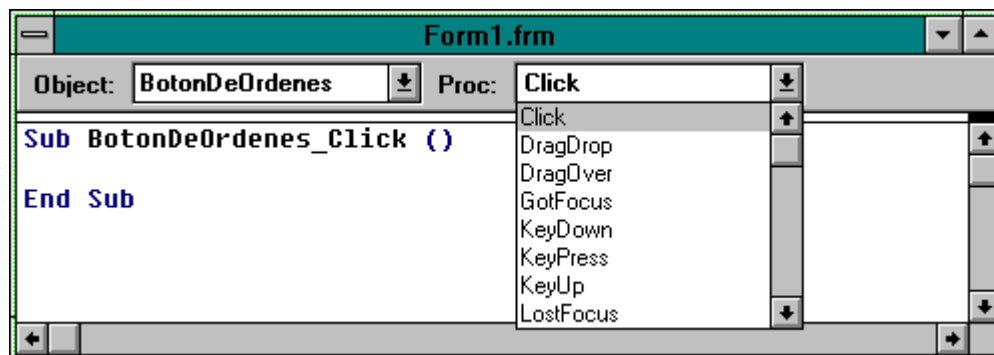 Form1.frm
Object: BotonDeOrdenes Proc: Click
Sub BotonDeOrdenes_Click ()
End Sub
Click
DragDrop
DragOver
GotFocus
KeyDown
KeyPress
KeyUp
LostFocus